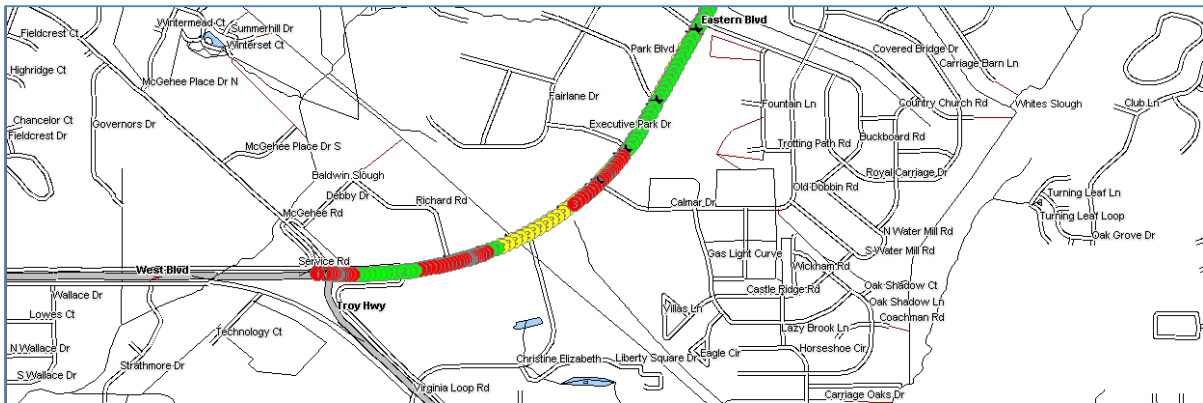 Wintermead Ct
Summerhill Dr
Eastern Blvd
Fieldcrest Ct
Winterset Ct
Park Blvd
Covered Bridge Dr
Carriage Barn Ln
Highridge Ct
McGehee Place Dr N
Fairlane Dr
Fountain Ln
Country Church Rd
Whites Slough
Club Ln
Chancelor Ct
Governors Dr
Executive Park Dr
Fieldcrest Dr
Buckboard Rd
McGehee Place Dr S
Trotting Path Rd
Baldwin Slough
Royal Carriage Dr
Debby Dr
Richard Rd
Old Dobbin Rd
Turning Leaf Ln
McGehee Rd
Calmar Dr
Turning Leaf Loop
N Water Mill Rd
Oak Grove Dr
S Water Mill Rd
Service Rd
Gas Light Curve
West Blvd
Wickham Rd
Castle Ridge Rd
Oak Shadow Ct
Wallace Dr
Troy Hwy
Oak Shadow Ln
Villas Ln
Lowes Ct
Coachman Rd
Technology Ct
Lazy Brook Ln
N Wallace Dr
Horseshoe Cir
Eagle Cir
Strathmore Dr
Christine Elizabeth
Liberty Square Dr
S Wallace Dr
Virginia Loop Rd
Carriage Oaks Dr